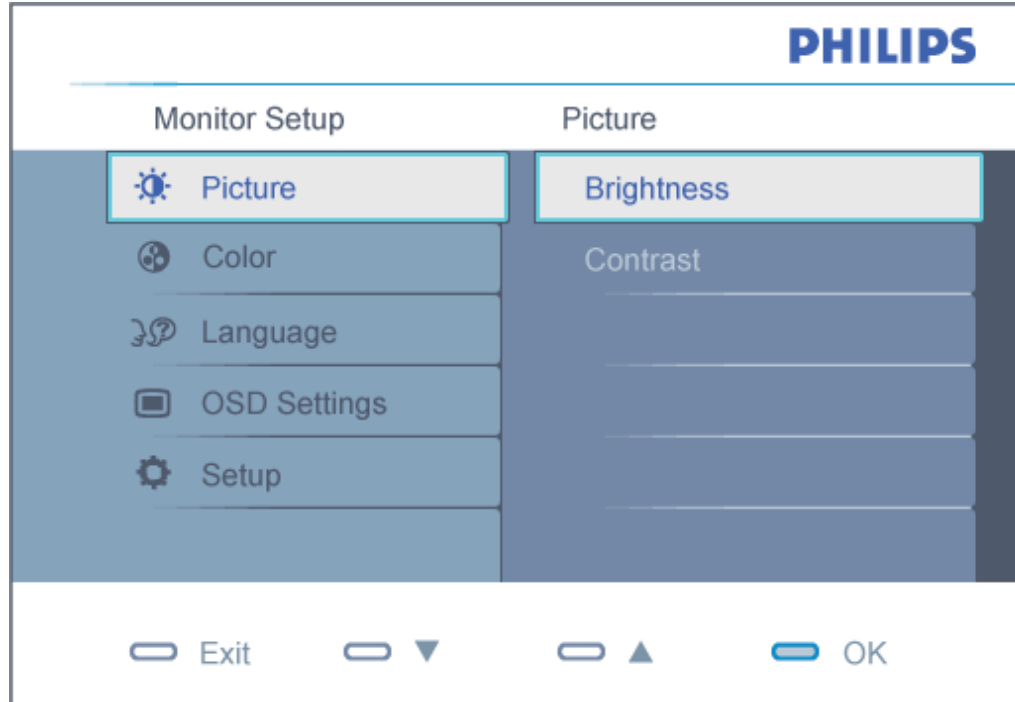 PHILIPS
Monitor Setup
Picture
Picture
Brightness
Color
Contrast
Language
OSD Settings
Setup
Exit ▼ ▲ OK